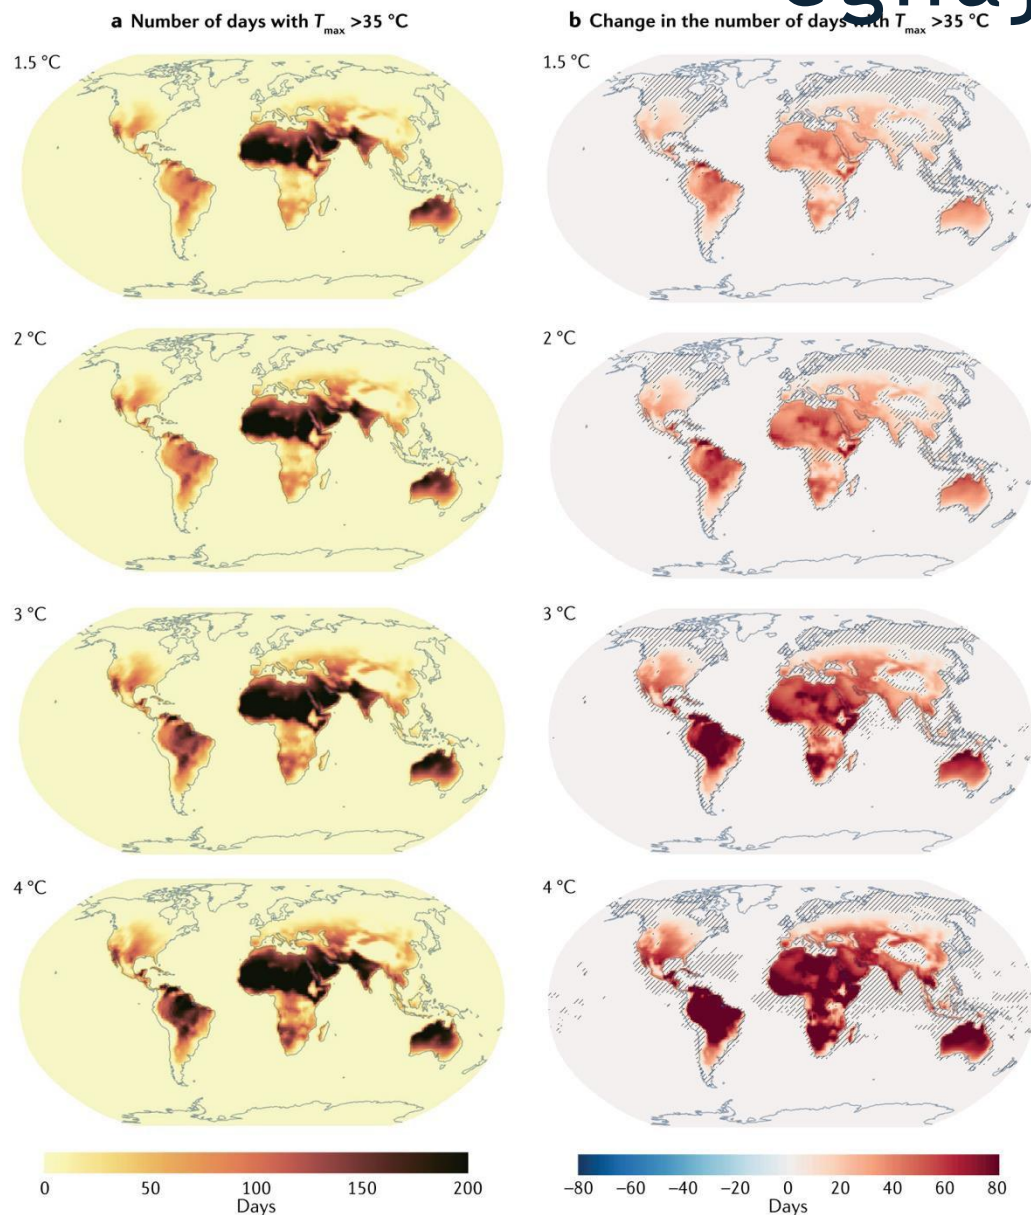 a Number of days with Tmax >35 °C
b Change in the number of days with Tmax >35 °C
1.5 °C
1.5 °C
2 °C
2 °C
3 °C
3 °C
4 °C
4 °C
0 50 100 150 200
Days
−80 −60 −40 −20 0 20 40 60 80
Days